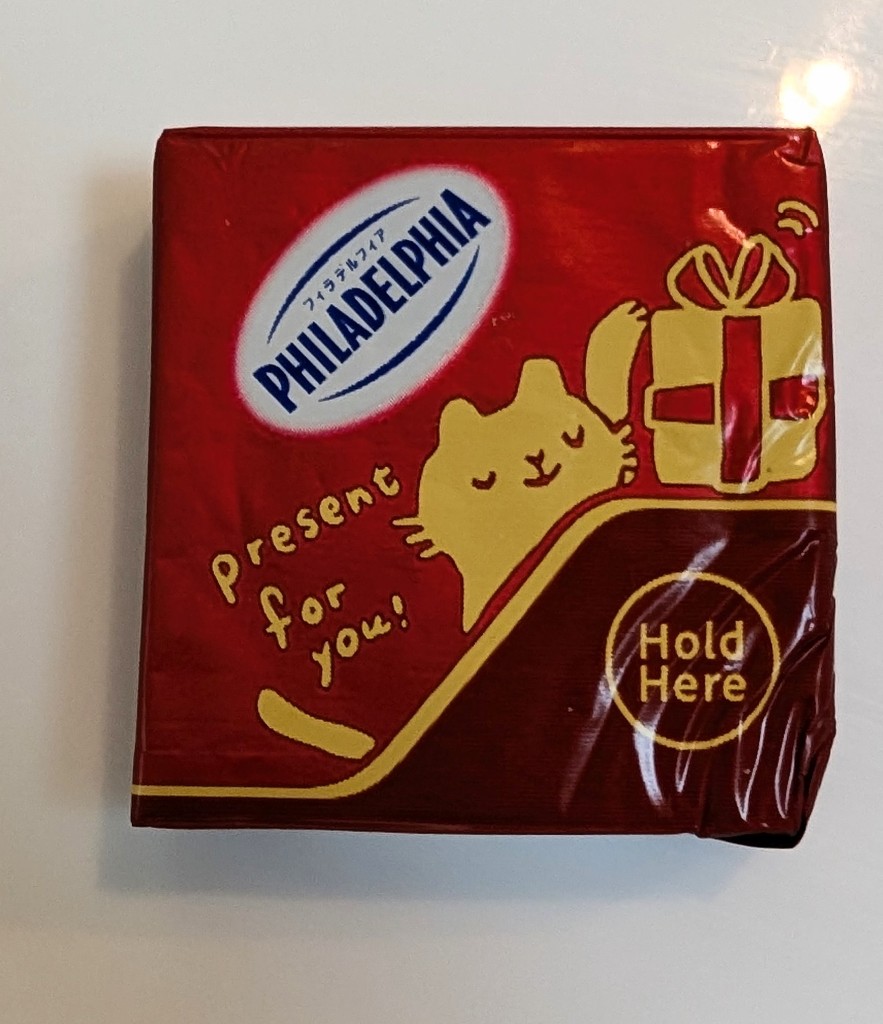 フィラデルフィア
PHILADELPHIA
present
for
you!
Hold
Here